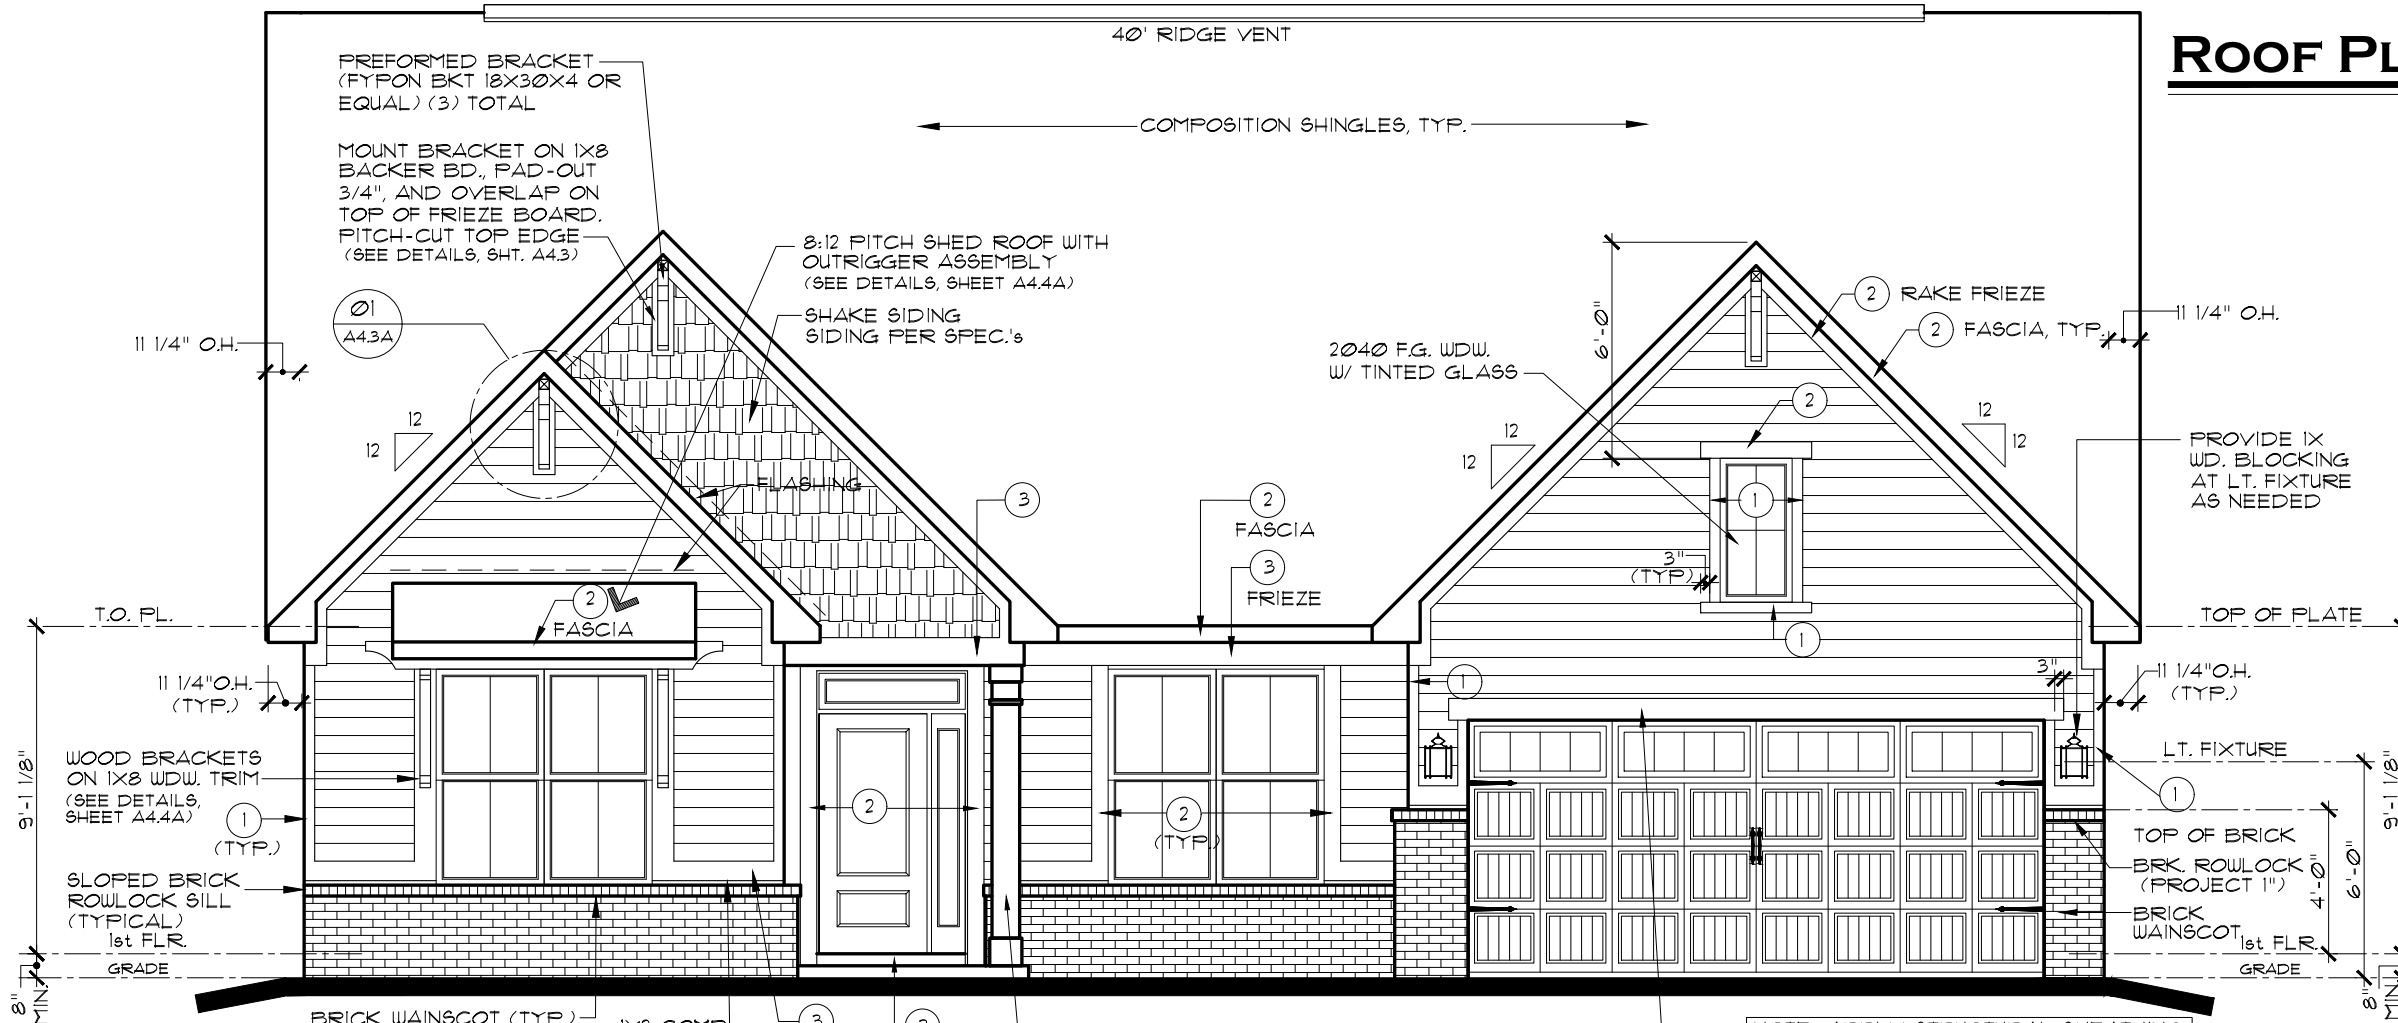 40' RIDGE VENT
ROOF PL
PREFORMED BRACKET
(FYPON BKT 18X30X4 OR
EQUAL) (3) TOTAL
COMPOSITION SHINGLES, TYP.
MOUNT BRACKET ON 1X8
BACKER BD., PAD-OUT
3/4", AND OVERLAP ON
TOP OF FRIEZE BOARD.
PITCH-CUT TOP EDGE
(SEE DETAILS, SHT. A4.3)
8:12 PITCH SHED ROOF WITH
OUTRIGGER ASSEMBLY
(SEE DETAILS, SHEET A4.4A)
SHAKE SIDING
SIDING PER SPEC.'s
01
A4.3A
11 1/4" O.H.
12
12
FLASHING
6'-0"
2040 F.G. WDW.
W/ TINTED GLASS
2 RAKE FRIEZE
2 FASCIA, TYP.
11 1/4" O.H.
2
12
12
12
12
1
3"
(TYP.)
1
PROVIDE 1X
WD. BLOCKING
AT LT. FIXTURE
AS NEEDED
3
2
FASCIA
3
FRIEZE
2
FASCIA
T.O. PL.
TOP OF PLATE
11 1/4"O.H.
(TYP.)
1
3"
11 1/4"O.H.
(TYP.)
9'-1 1/8"
WOOD BRACKETS
ON 1X8 WDW. TRIM
(SEE DETAILS,
SHEET A4.4A)
1
(TYP.)
2
2
(TYP.)
LT. FIXTURE
1
TOP OF BRICK
BRK. ROWLOCK
(PROJECT 1")
BRICK
WAINSCOT
4'-0"
6'-0"
9'-1 1/8"
SLOPED BRICK
ROWLOCK SILL
(TYPICAL)
1st FLR.
GRADE
1st FLR.
GRADE
8"
MIN.
8"
MIN.
BRICK WAINSCOT (TYP.)
3